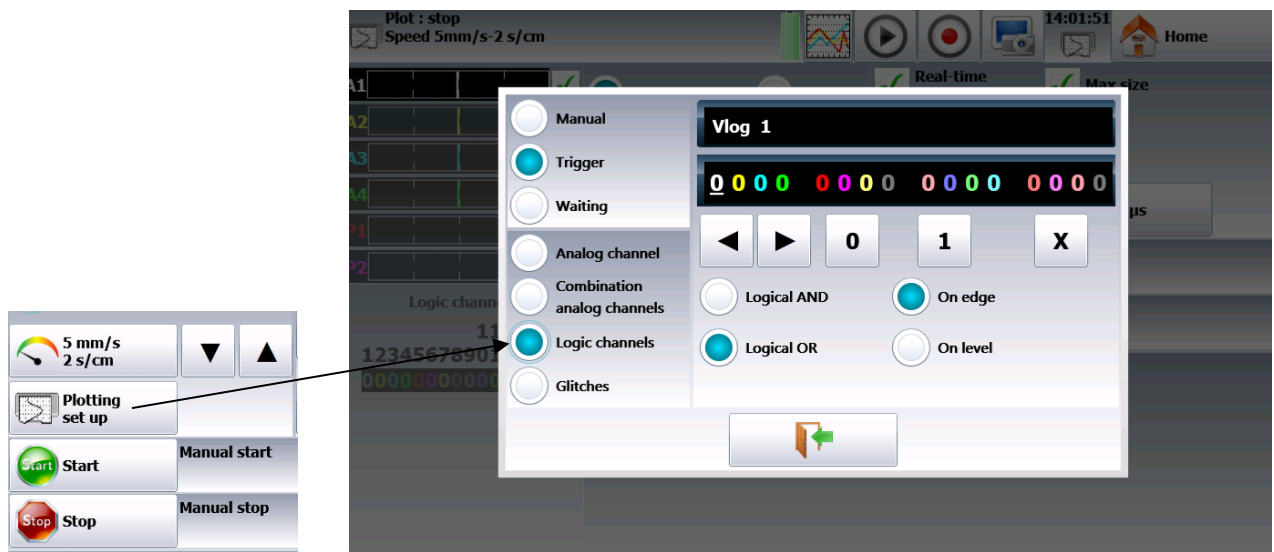 Plot : stop
Speed 5mm/s-2 s/cm
14:01:51
Home
A1
Real-time
Max size
A2
A3
A4
P1
P2
µs
Manual
Trigger
Waiting
Analog channel
Combination
analog channels
Logic channels
Glitches
Vlog 1
0 0 0 0 0 0 0 0 0 0 0 0 0 0 0 0
0
1
X
Logical AND
On edge
Logical OR
On level
Logic chann
11
12345678901
00000000000
5 mm/s
2 s/cm
Plotting
set up
Start
Start
Manual start
Stop
Stop
Manual stop